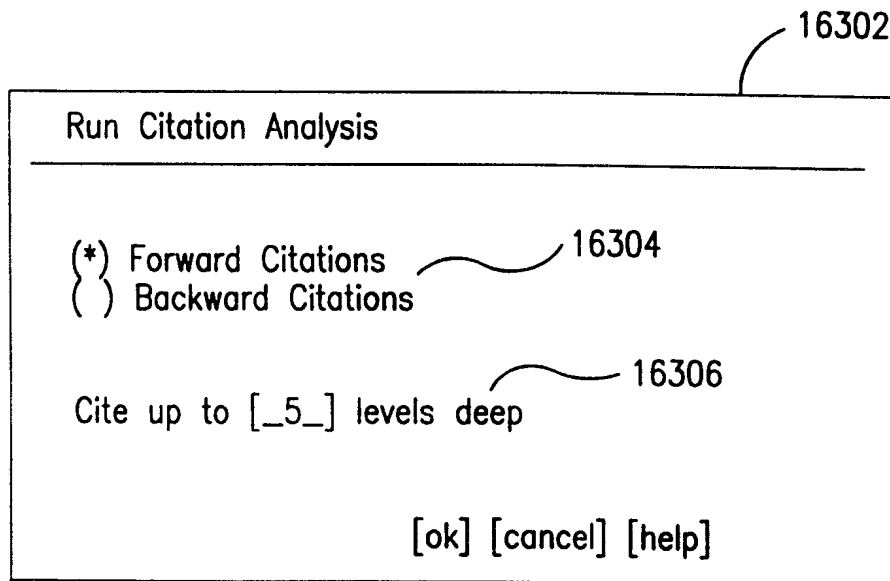 16302
Run Citation Analysis
(*) Forward Citations
16304
( ) Backward Citations
16306
Cite up to [_5_] levels deep
[ok] [cancel] [help]